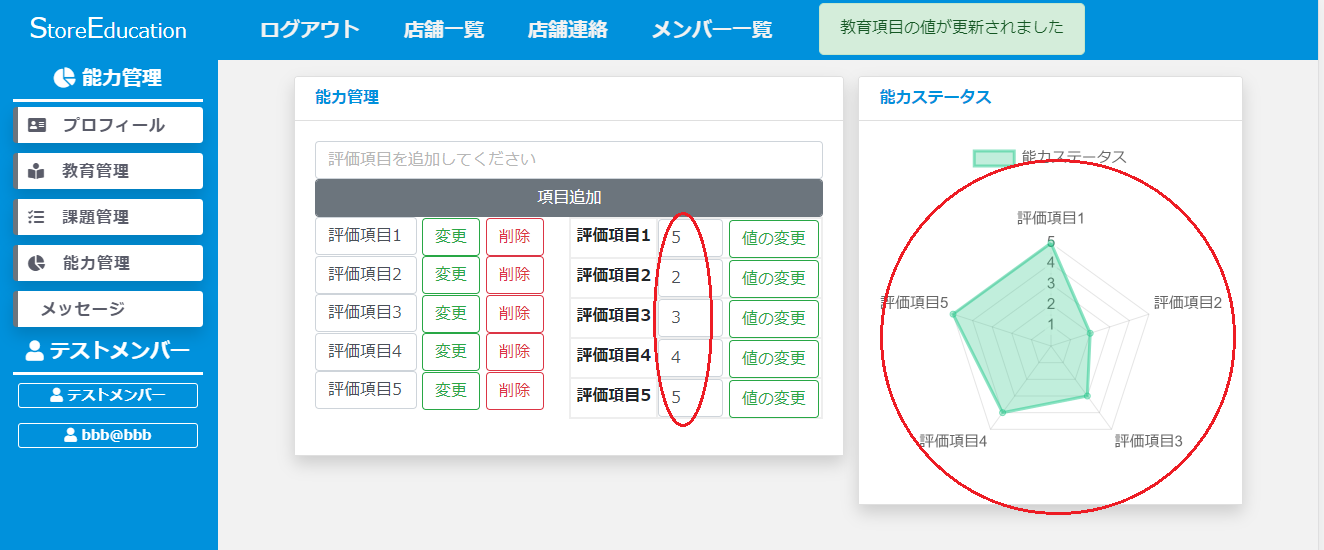 StoreEducation
ログアウト 店舗一覧 店舗連絡 メンバー一覧
教育項目の値が更新されました
能力管理
プロフィール
教育管理
課題管理
能力管理
メッセージ
テストメンバー
テストメンバー
bbb@bbb
能力管理
評価項目を追加してください
項目追加
評価項目1 変更 削除
評価項目2 変更 削除
評価項目3 変更 削除
評価項目4 変更 削除
評価項目5 変更 削除
評価項目1 5 値の変更
評価項目2 2 値の変更
評価項目3 3 値の変更
評価項目4 4 値の変更
評価項目5 5 値の変更
能力ステータス
能力ステータス
評価項目1
5
4
3
2
1
評価項目5
評価項目2
評価項目4
評価項目3